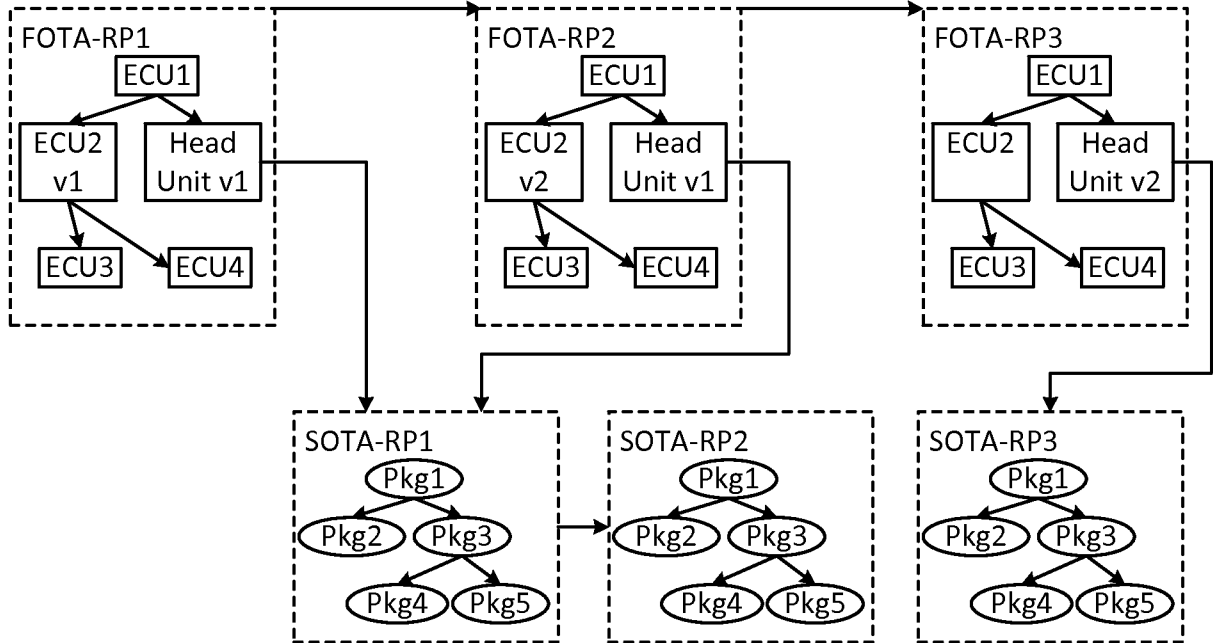 FOTA-RP1
ECU1
ECU2
v1
Head
Unit v1
ECU3
ECU4
FOTA-RP2
ECU1
ECU2
v2
Head
Unit v1
ECU3
ECU4
FOTA-RP3
ECU1
ECU2
Head
Unit v2
ECU3
ECU4
SOTA-RP1
Pkg1
Pkg2
Pkg3
Pkg4
Pkg5
SOTA-RP2
Pkg1
Pkg2
Pkg3
Pkg4
Pkg5
SOTA-RP3
Pkg1
Pkg2
Pkg3
Pkg4
Pkg5